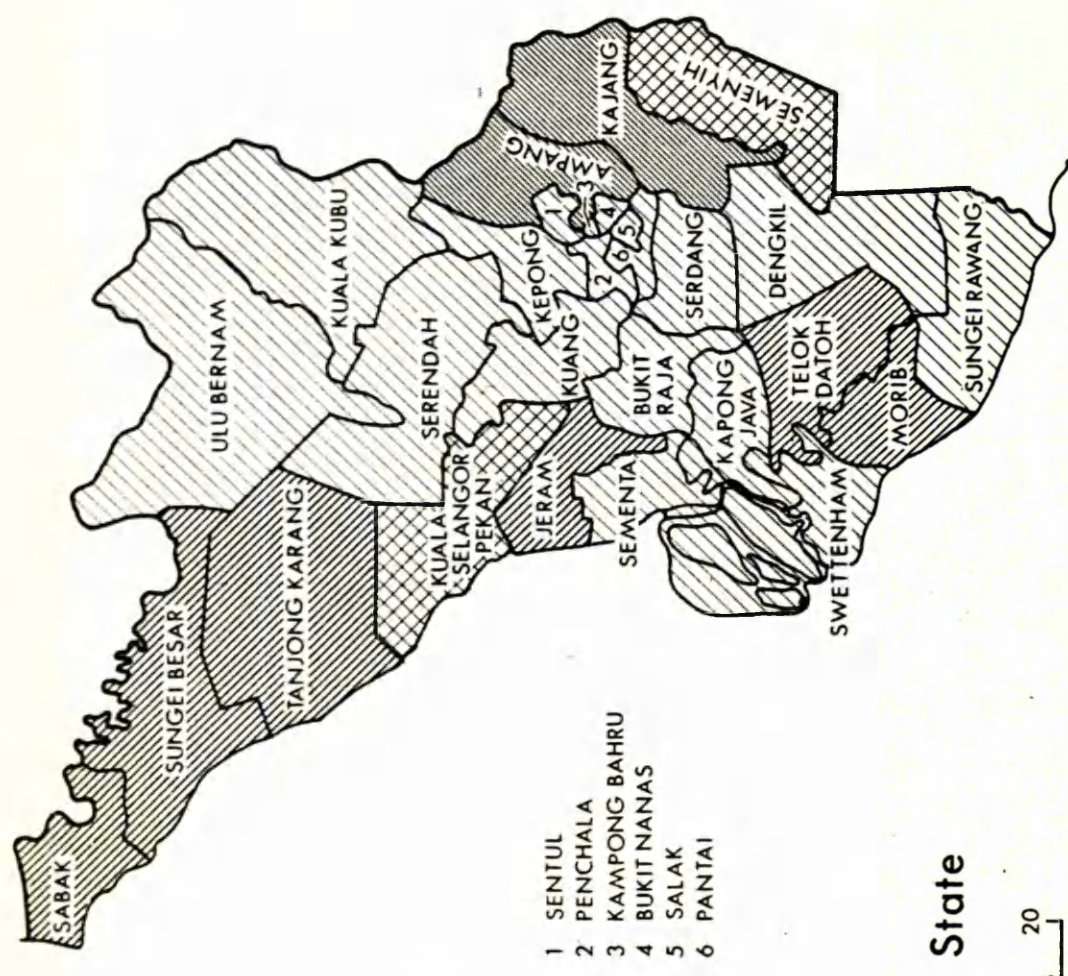 SABAK
SUNGEI BESAR
TANJONG KARANG
ULU BERNAM
KUALA KUBU
SERENDAH
KUALA
SELANGOR
PEKAN
KEPONG
KUANG
AMPANG
KAJANG
SEMENYIH
JERAM
BUKIT
RAJA
SEMENTA
KAPONG
JAVA
SERDANG
DENGKIL
TELOK
DATOH
MORIB
SUNGEI RAWANG
SWETTENHAM
1
2
3
4
5
6
1 SENTUL
2 PENCHALA
3 KAMPONG BAHRU
4 BUKIT NANAS
5 SALAK
6 PANTAI
State
20